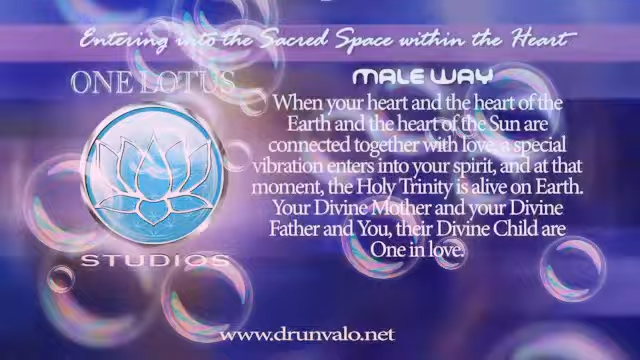 Entering into the Sacred Space within the Heart
ONE LOTUS
STUDIOS
MALE WAY
When your heart and the heart of the
Earth and the heart of the Sun are
connected together with love, a special
vibration enters into your spirit, and at that
moment, the Holy Trinity is alive on Earth.
Your Divine Mother and your Divine
Father and You, their Divine Child are
One in love.
www.drunvalo.net